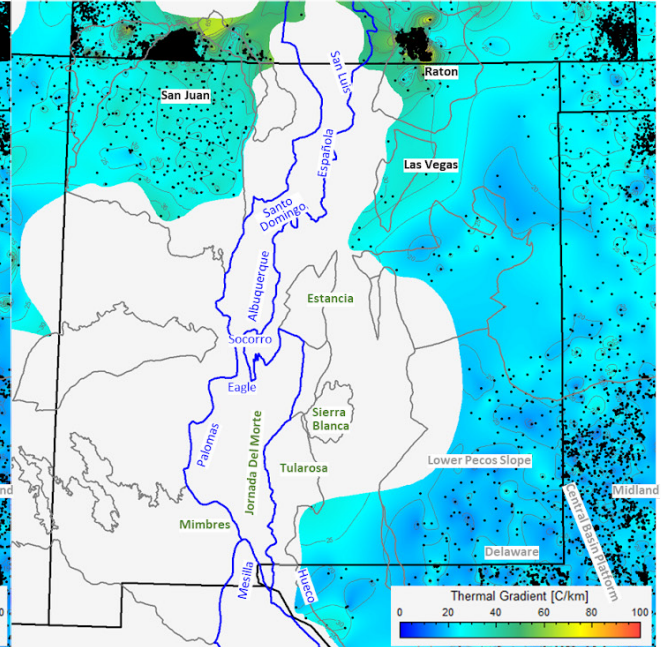 San Luis
Raton
San Juan
Española
Las Vegas
Santo
Domingo
Albuquerque
Estancia
Socorro
Eagle
Palomas
Jornada Del Morte
Sierra
Blanca
Tularosa
Lower Pecos Slope
nd
Midland
Central Basin Platform
Mimbres
Delaware
Mesilla
Hueco
Thermal Gradient [C/km]
0
0 20 40 60 80 100